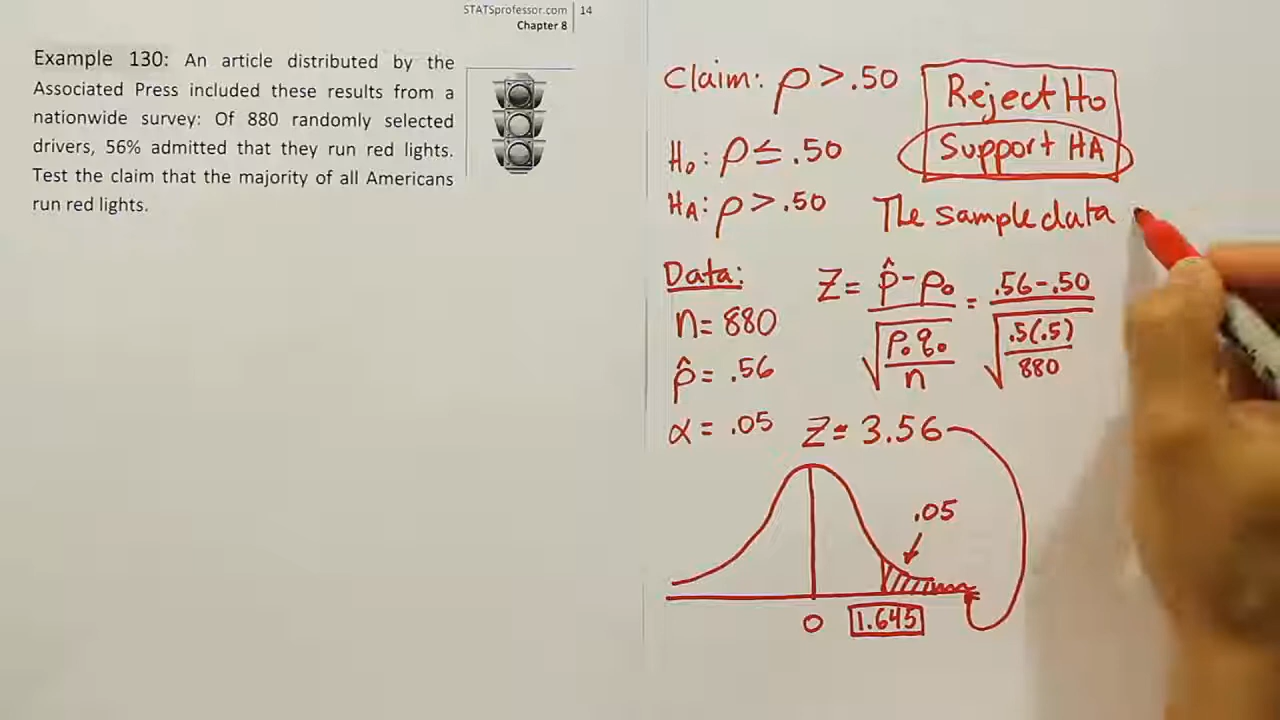 STATSprofessor.com | 14
Chapter 8
Example 130: An article distributed by the
Associated Press included these results from a
nationwide survey: Of 880 randomly selected
drivers, 56% admitted that they run red lights.
Test the claim that the majority of all Americans
run red lights.
Claim: p > .50
Reject Ho
Support HA
Ho: p ≤ .50
HA: p > .50
The sample data
Data:
n = 880
p̂ = .56
α = .05
Z = p̂ - p₀ / √(p₀q₀/n) = .56 - .50 / √(.5(.5)/880)
Z = 3.56
.05
0
1.645